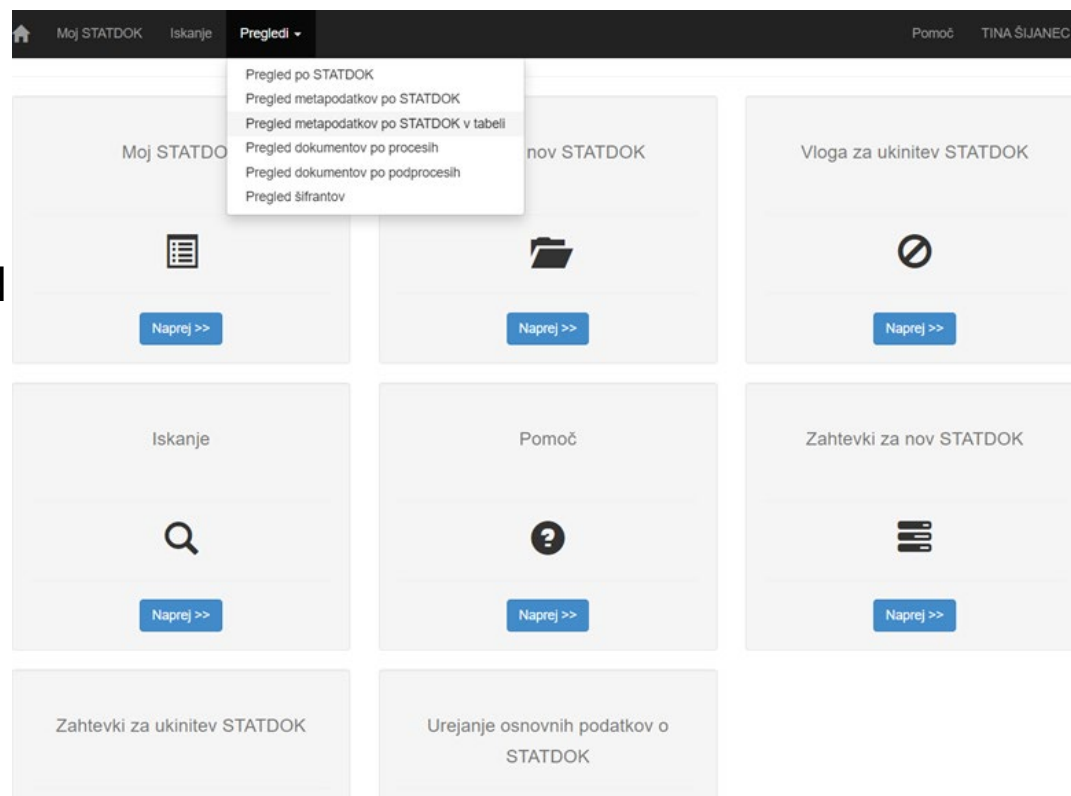 Moj STATDOK Iskanje Pregledi Pomoč TINA ŠIJANEC
Pregled po STATDOK
Pregled metapodatkov po STATDOK
Pregled metapodatkov po STATDOK v tabeli
Pregled dokumentov po procesih
Pregled dokumentov po podprocesih
Pregled šifrantov
Moj STATDO nov STATDOK Vloga za ukinitev STATDOK
Naprej >> Naprej >> Naprej >>
Iskanje Pomoč Zahtevki za nov STATDOK
Naprej >> Naprej >> Naprej >>
Zahtevki za ukinitev STATDOK Urejanje osnovnih podatkov o
STATDOK